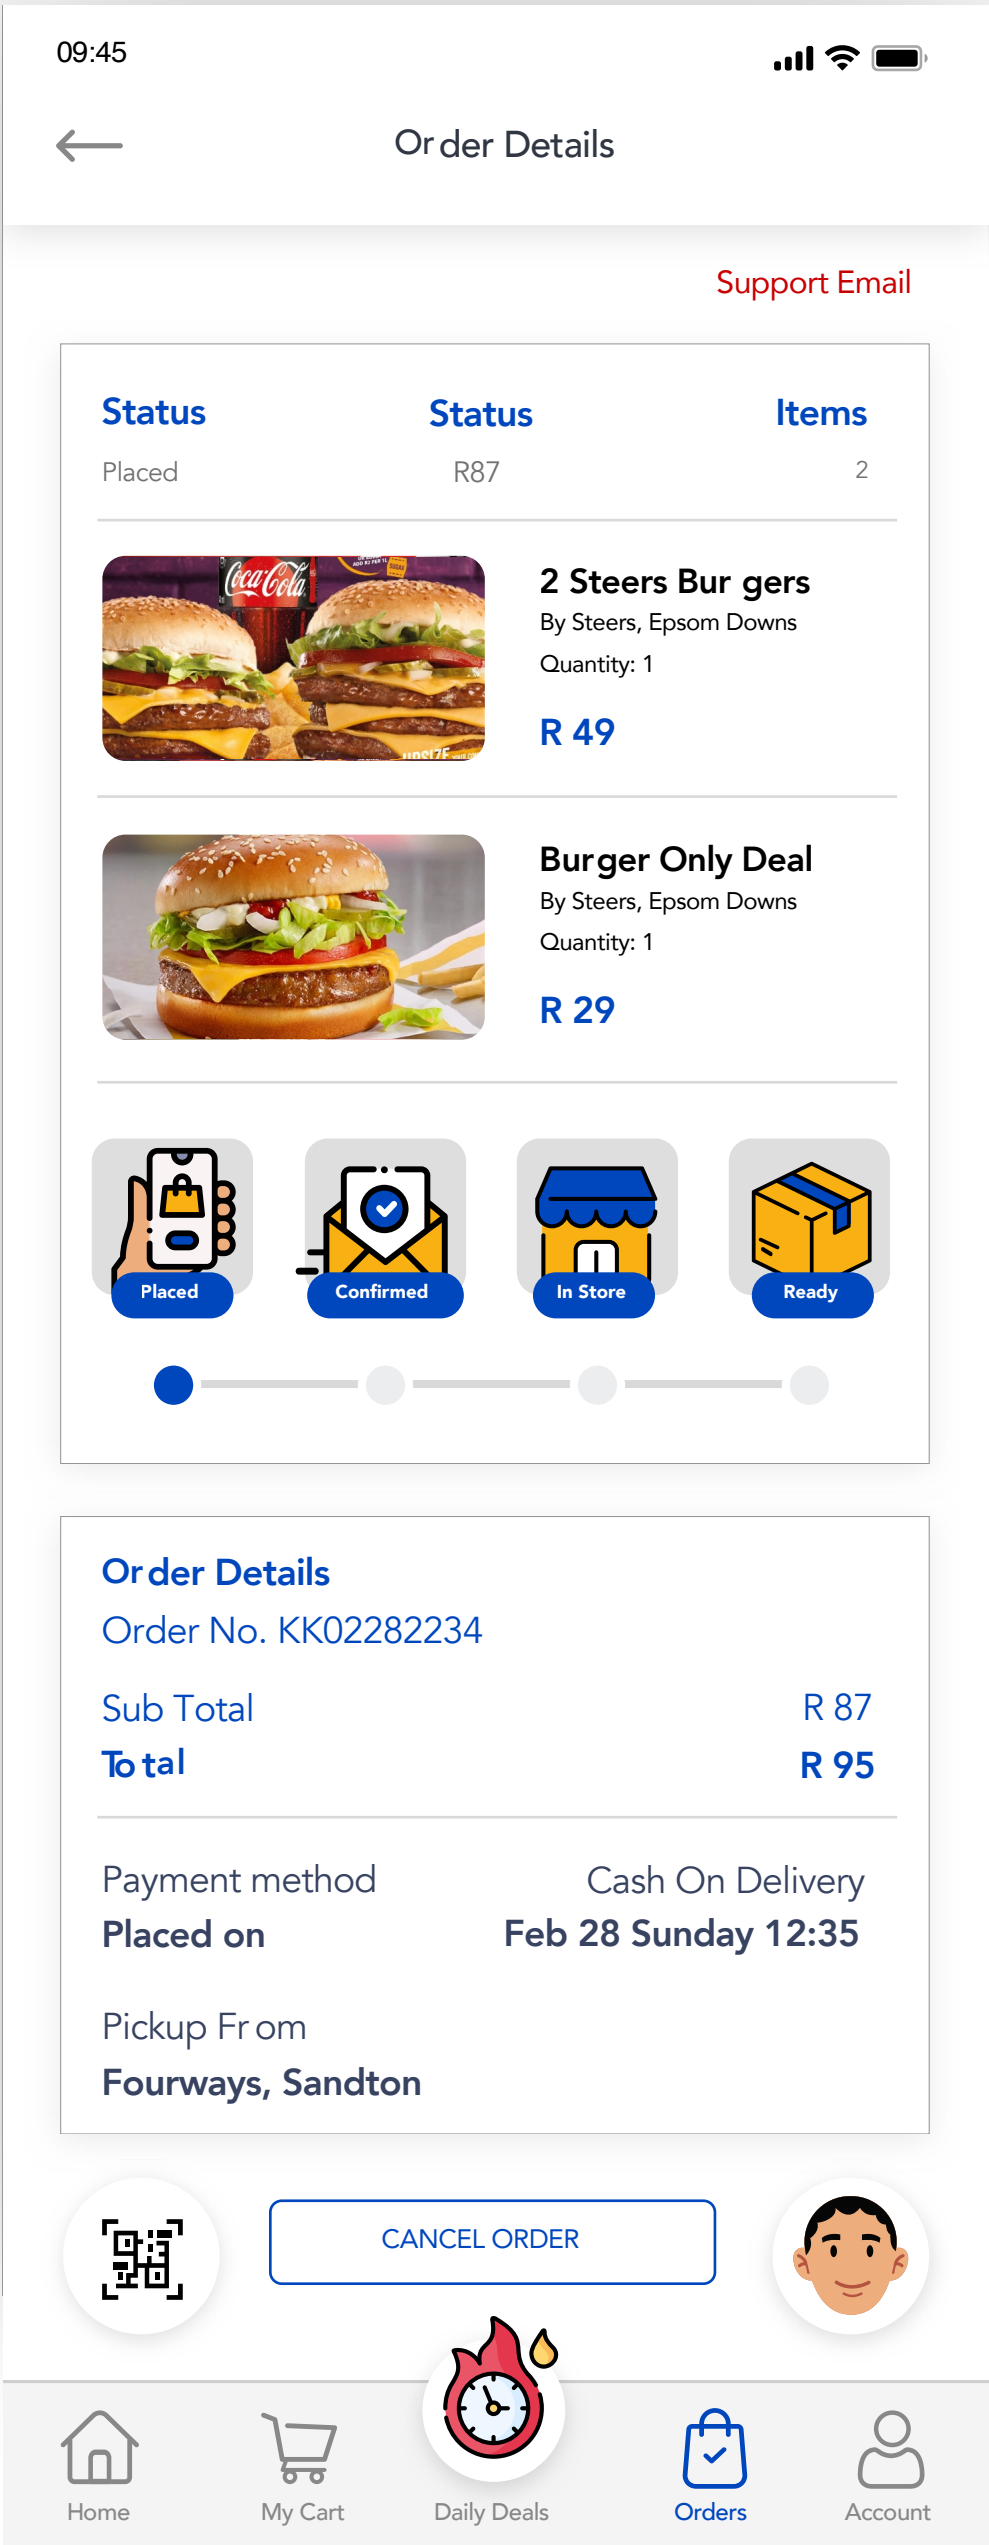 09:45
Order Details
Support Email
Status Status Items
Placed R87 2
Coca-Cola
2 Steers Burgers
By Steers, Epsom Downs
Quantity: 1
R 49
UPSIZE
Burger Only Deal
By Steers, Epsom Downs
Quantity: 1
R 29
Placed Confirmed In Store Ready
Order Details
Order No. KK02282234
Sub Total R 87
Total R 95
Payment method Cash On Delivery
Placed on Feb 28 Sunday 12:35
Pickup From
Fourways, Sandton
CANCEL ORDER
Home My Cart Daily Deals Orders Account